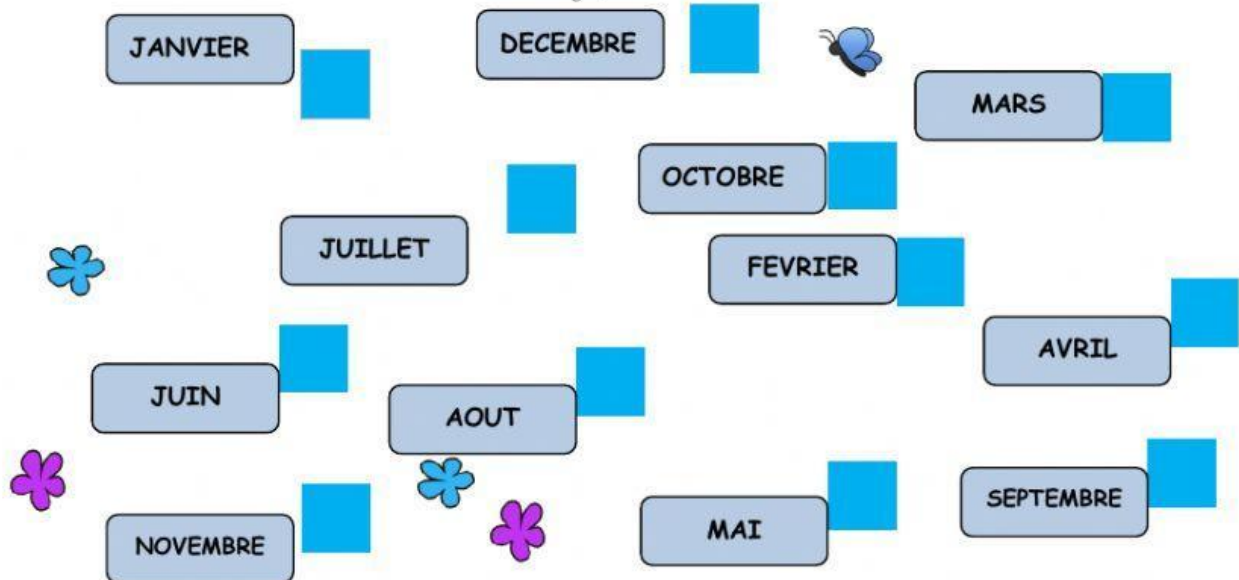 JANVIER
DECEMBRE
MARS
OCTOBRE
JUILLET
FEVRIER
AVRIL
JUIN
AOUT
SEPTEMBRE
MAI
NOVEMBRE